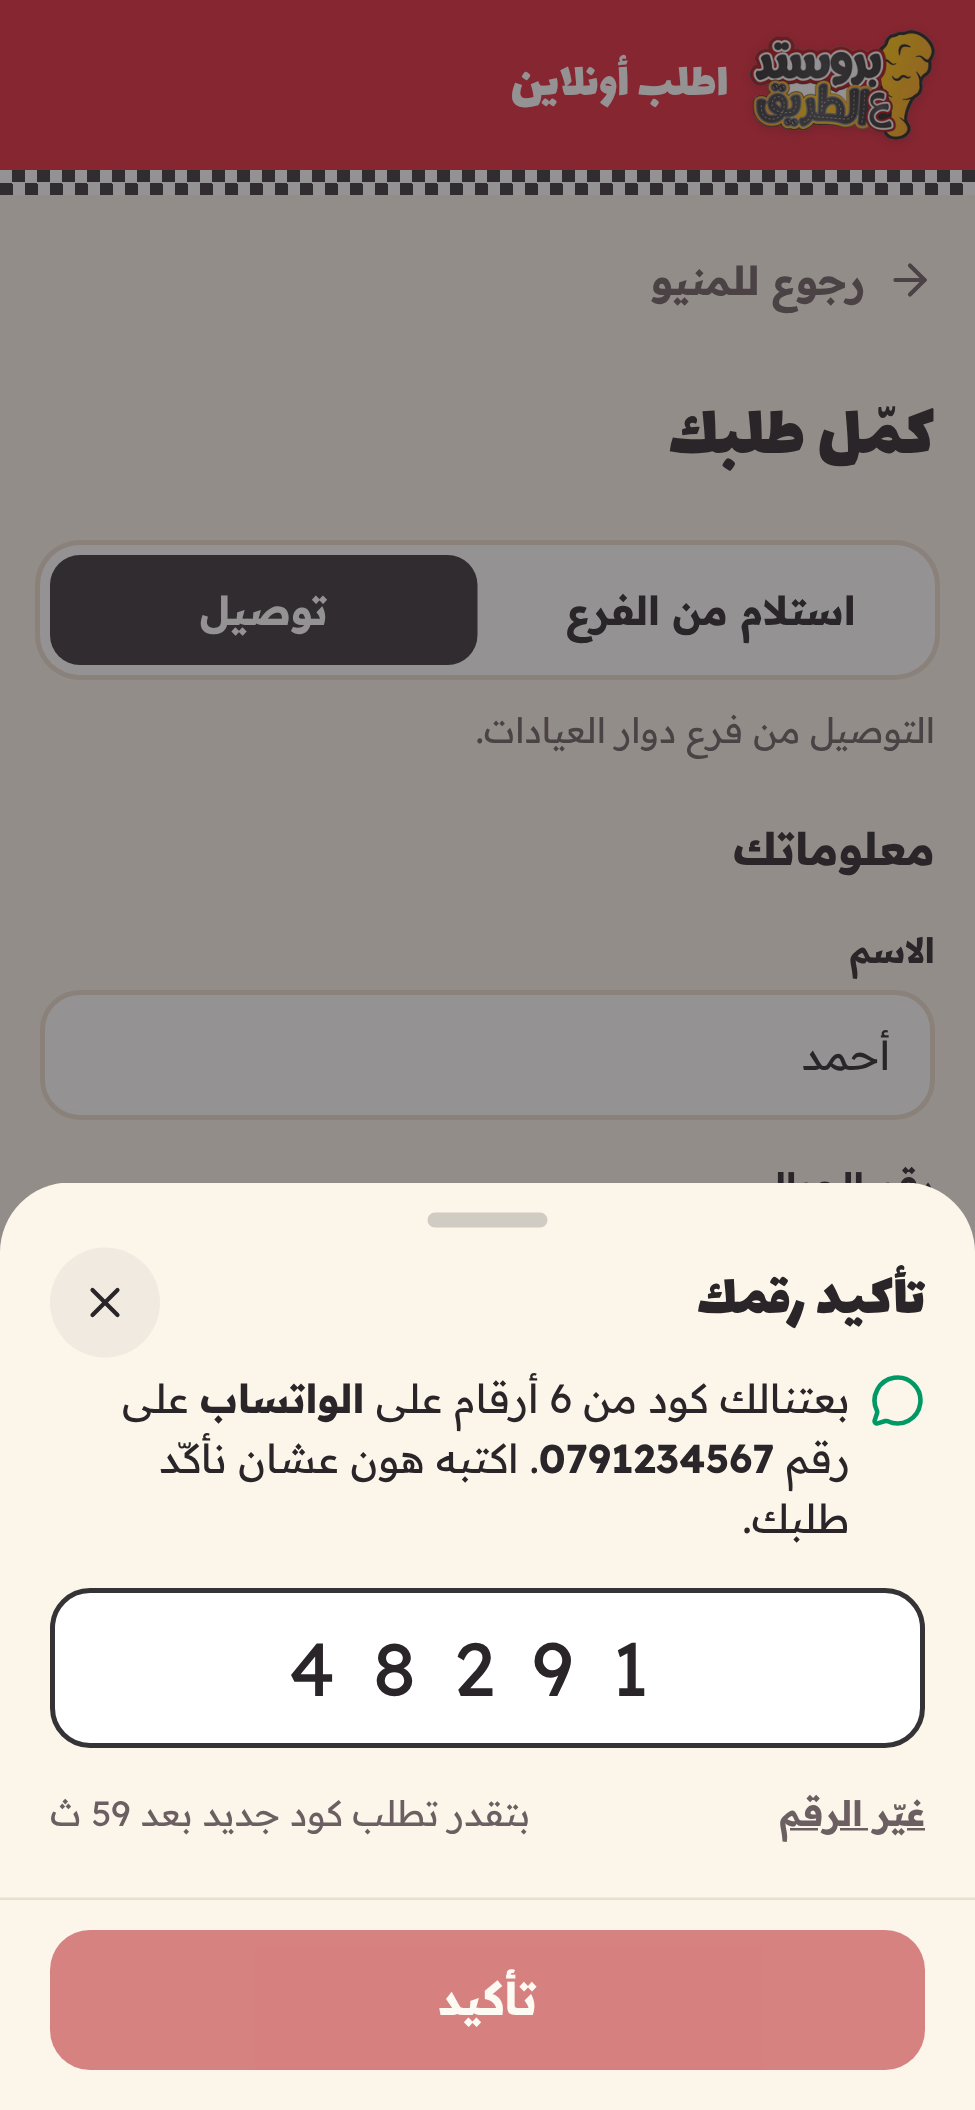 بروستد
ع الطريق
اطلب أونلاين
رجوع للمنيو
كمّل طلبك
استلام من الفرع
توصيل
التوصيل من فرع دوار العيادات.
معلوماتك
الاسم
أحمد
تأكيد رقمك
بعتنالك كود من 6 أرقام على الواتساب على
رقم 0791234567. اكتبه هون عشان نأكّد
طلبك.
4 8 2 9 1
غيّر الرقم
بتقدر تطلب كود جديد بعد 59 ث
تأكيد